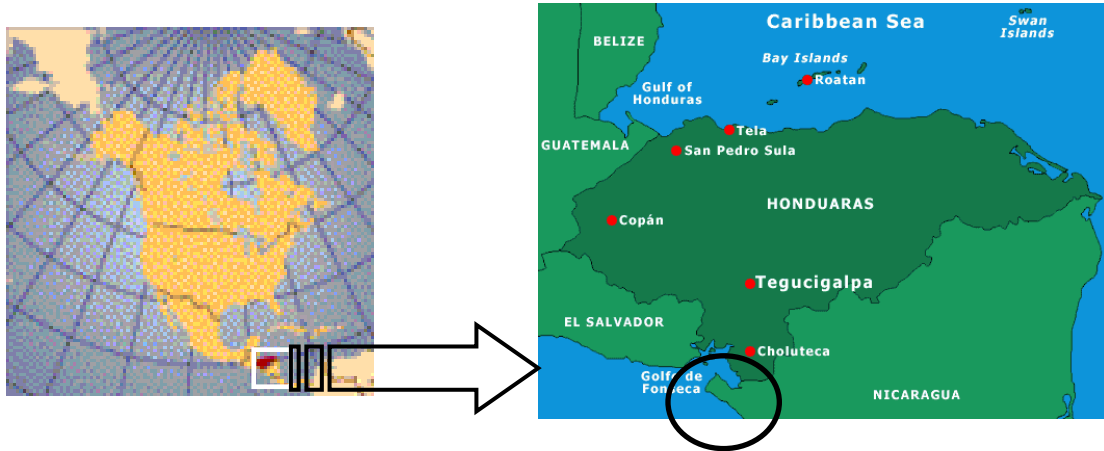 Caribbean Sea
Swan
Islands
BELIZE
Bay Islands
Roatan
Gulf of
Honduras
Tela
GUATEMALA
San Pedro Sula
HONDUARAS
Copán
Tegucigalpa
EL SALVADOR
Choluteca
Golfo de
Fonseca
NICARAGUA